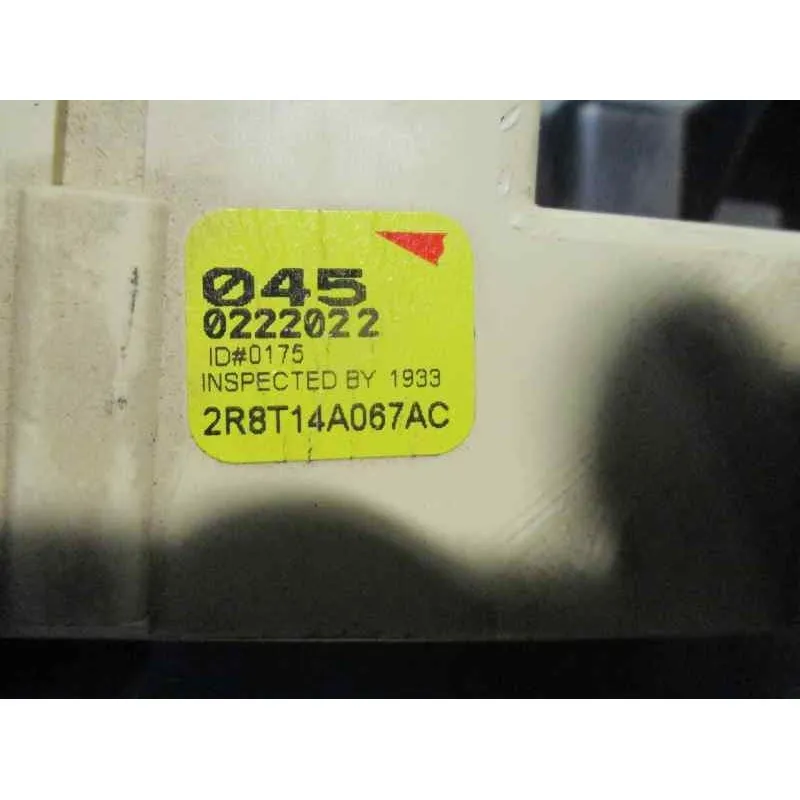 045
0222022
ID#0175
INSPECTED BY 1933
2R8T14A067AC